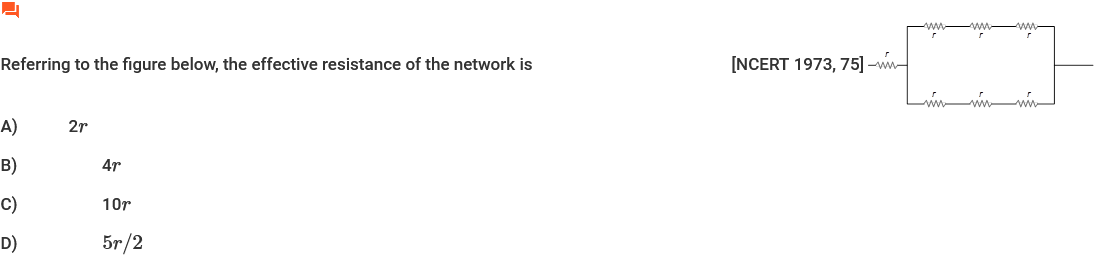 r r r
r
Referring to the figure below, the effective resistance of the network is [NCERT 1973, 75]
r r r
A) 2r
B) 4r
C) 10r
D) 5r/2